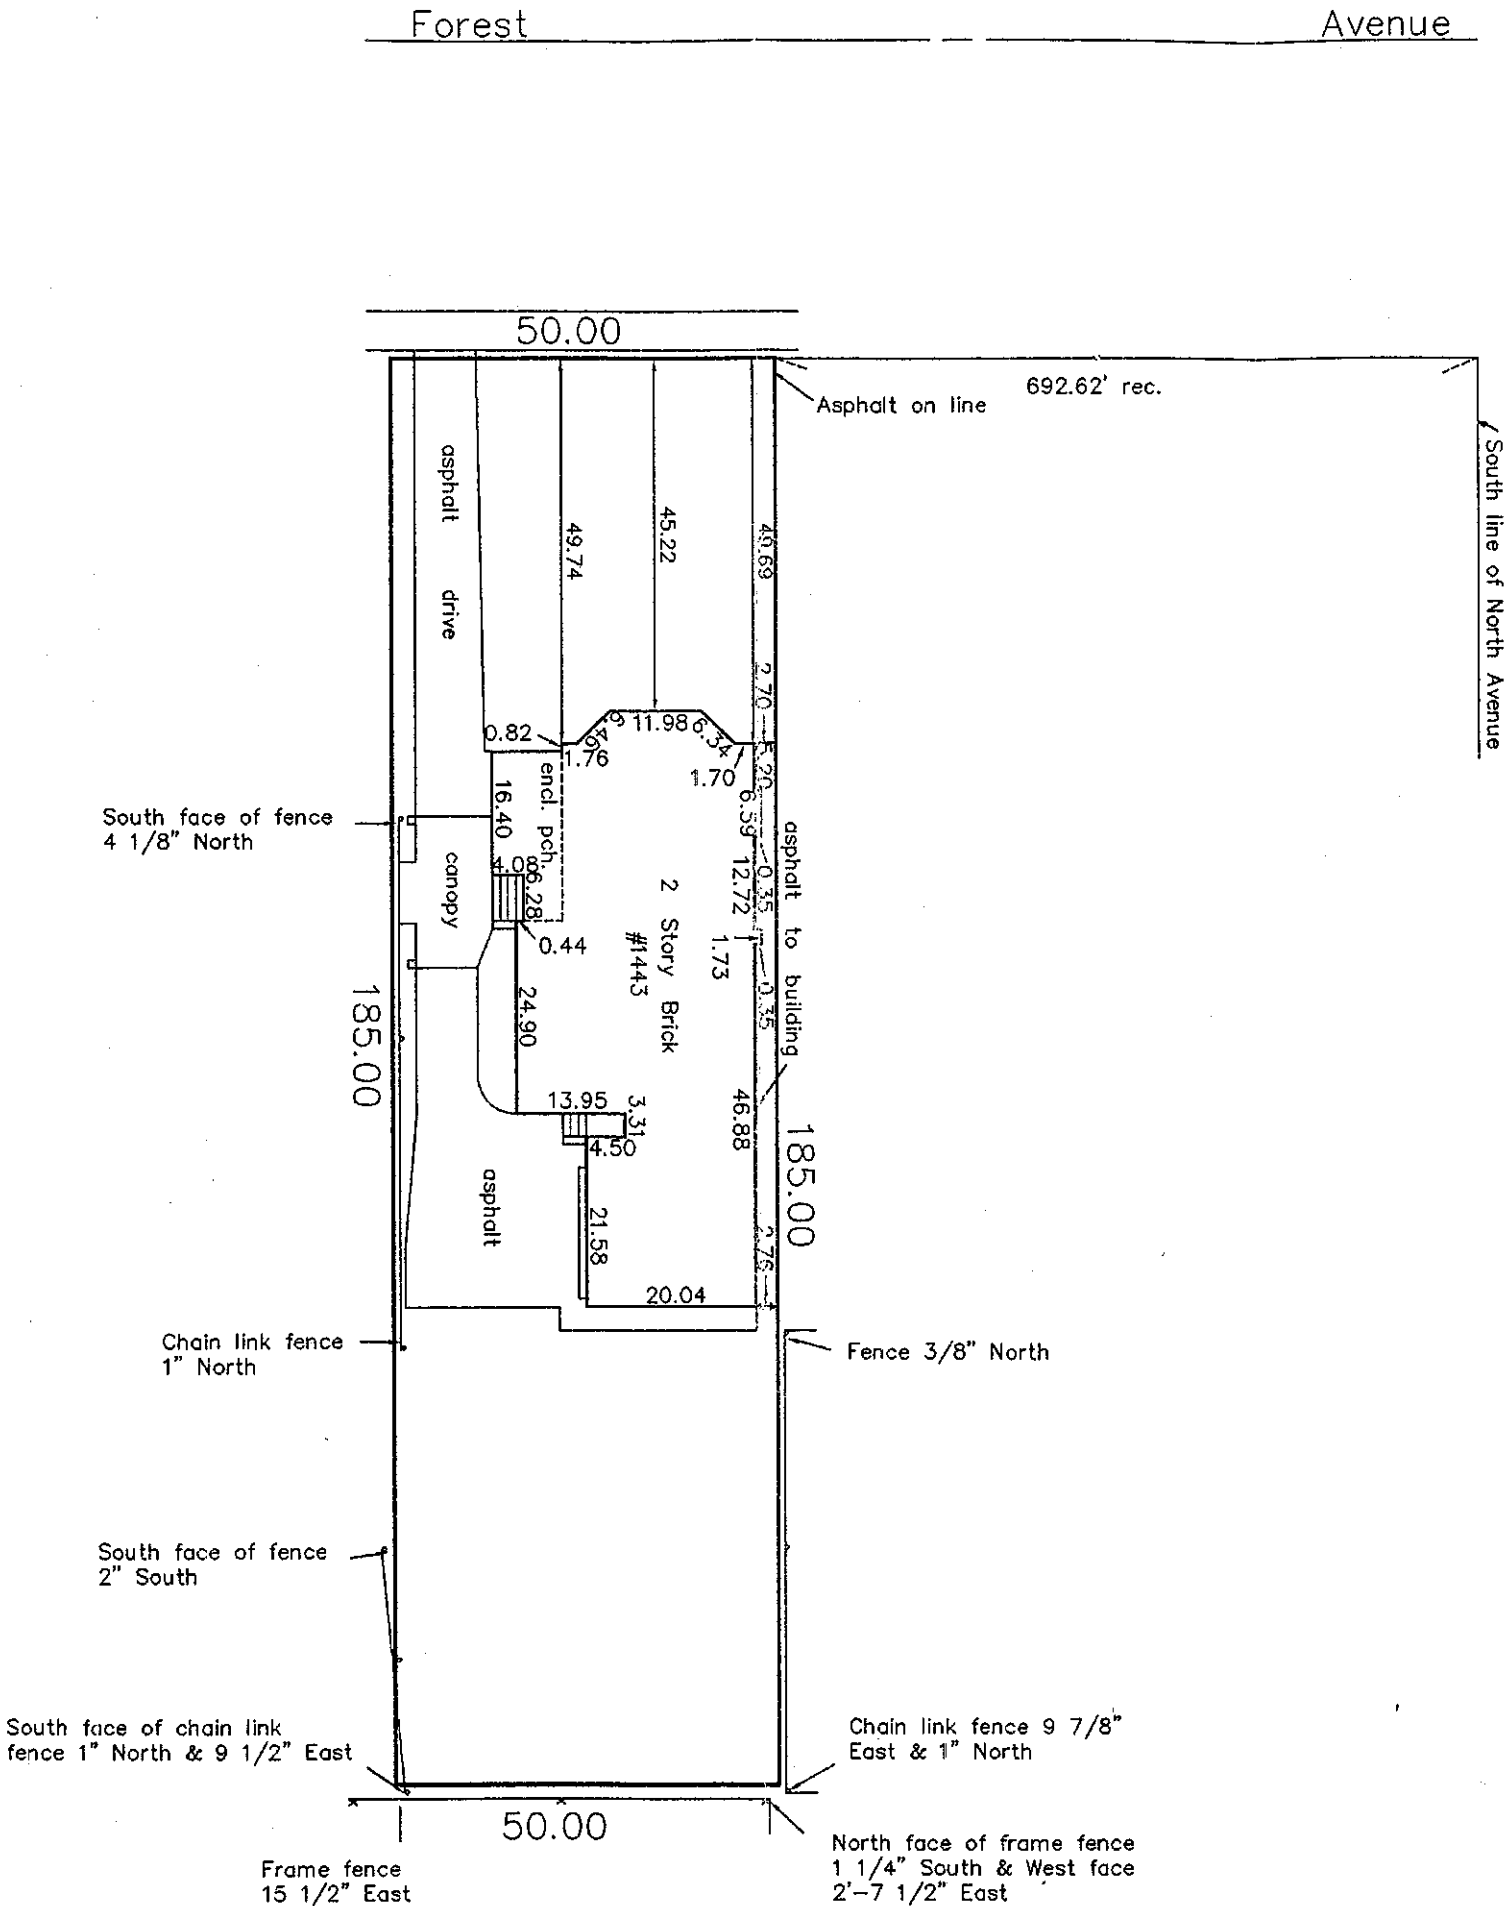 Forest Avenue
50.00
692.62' rec.
Asphalt on line
South line of North Avenue
asphalt drive
49.74
45.22
49.69
2.70
0.82
1.76
6.46
11.98
6.34
1.70
5.20
6.59
encl. pch.
16.40
South face of fence
4 1/8" North
canopy
4.08
6.28
0.44
2 Story Brick
#1443
12.72
0.35
1.73
0.35
asphalt to building
185.00
24.90
13.95
3.31
4.50
46.88
185.00
asphalt
21.58
2.76
20.04
Chain link fence
1" North
Fence 3/8" North
South face of fence
2" South
South face of chain link
fence 1" North & 9 1/2" East
Chain link fence 9 7/8"
East & 1" North
50.00
Frame fence
15 1/2" East
North face of frame fence
1 1/4" South & West face
2'-7 1/2" East